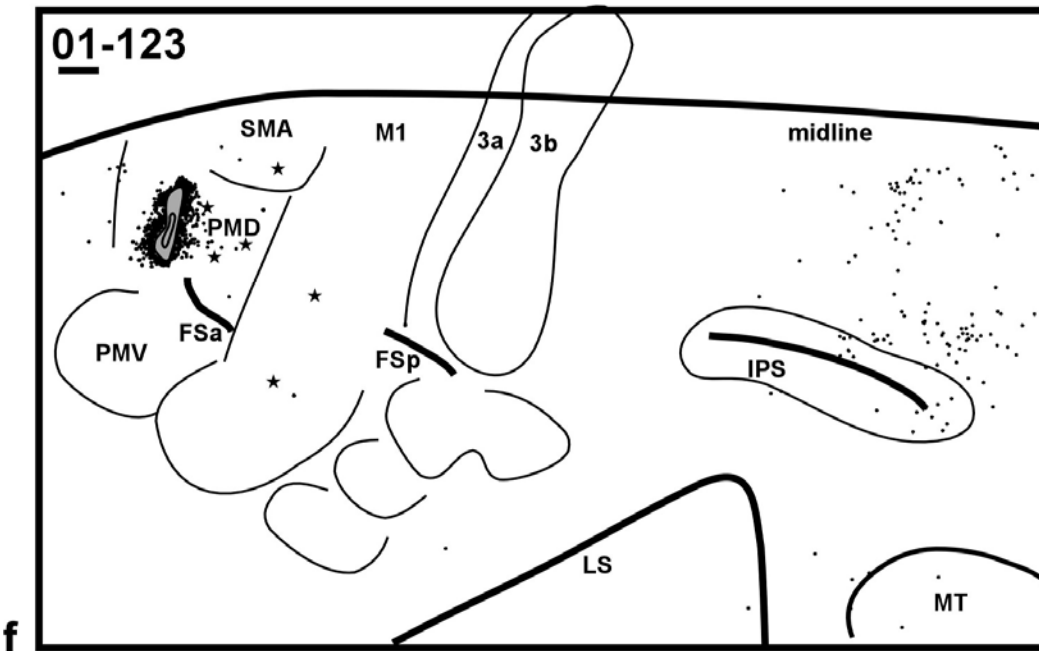 01-123
SMA
M1
3a
3b
midline
PMD
FSa
PMV
FSp
IPS
LS
MT
f